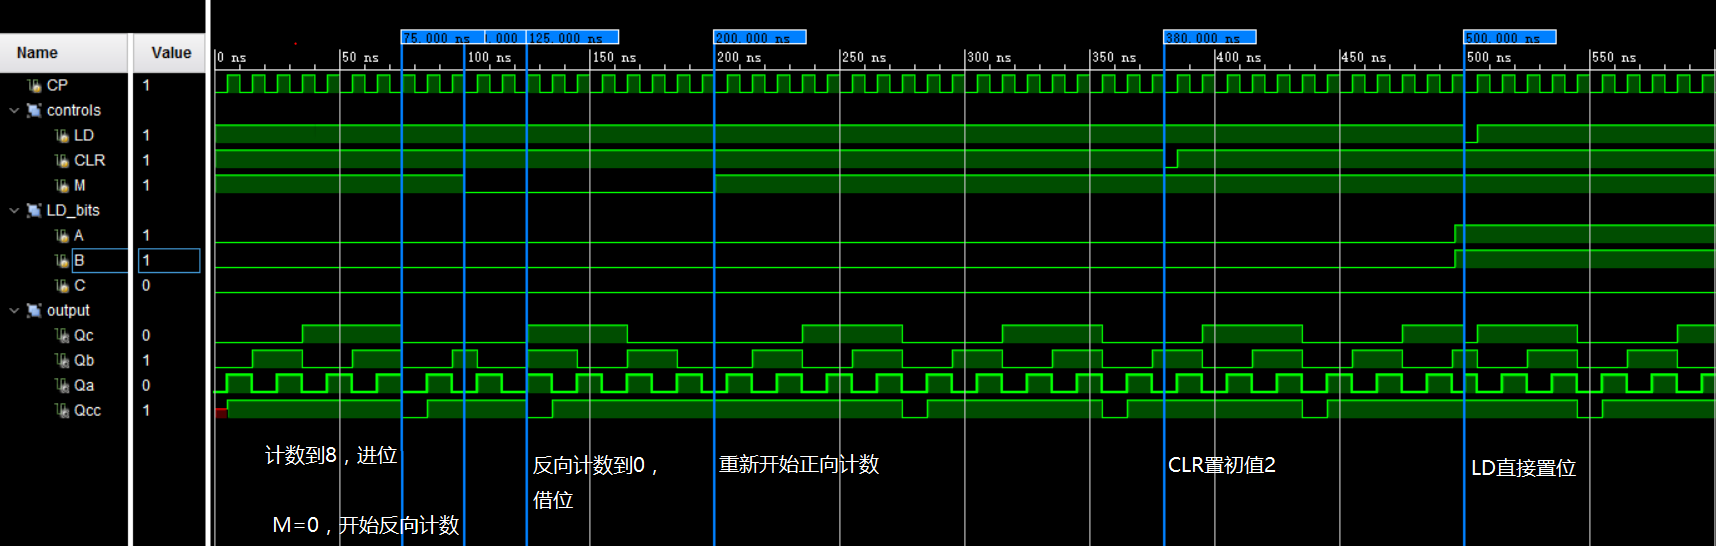 Name Value
75.000 ns .000 125.000 ns 200.000 ns 380.000 ns 500.000 ns
0 ns 50 ns 100 ns 150 ns 200 ns 250 ns 300 ns 350 ns 400 ns 450 ns 500 ns 550 ns
CP 1
controls
LD 1
CLR 1
M 1
LD_bits
A 1
B 1
C 0
output
Qc 0
Qb 1
Qa 0
Qcc 1
计数到8，进位
反向计数到0，
借位
重新开始正向计数
CLR置初值2
LD直接置位
M=0，开始反向计数